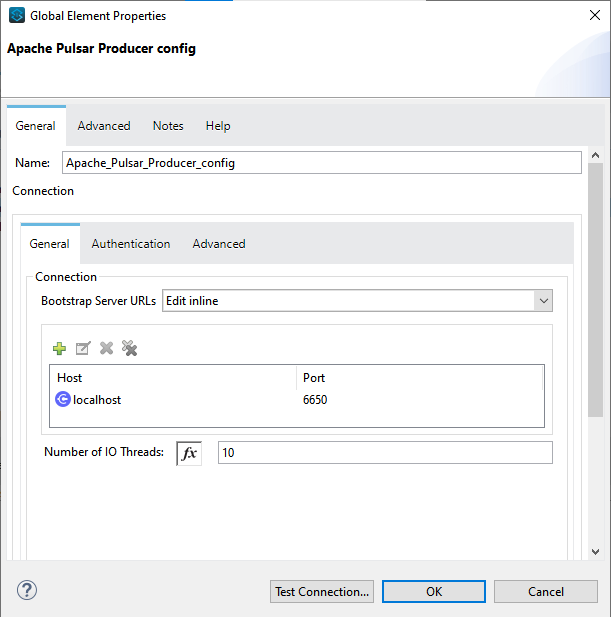 Global Element Properties
Apache Pulsar Producer config
General Advanced Notes Help
Name: Apache_Pulsar_Producer_config
Connection
General Authentication Advanced
Connection
Bootstrap Server URLs Edit inline
Host Port
C localhost 6650
Number of IO Threads: fx 10
? Test Connection... OK Cancel